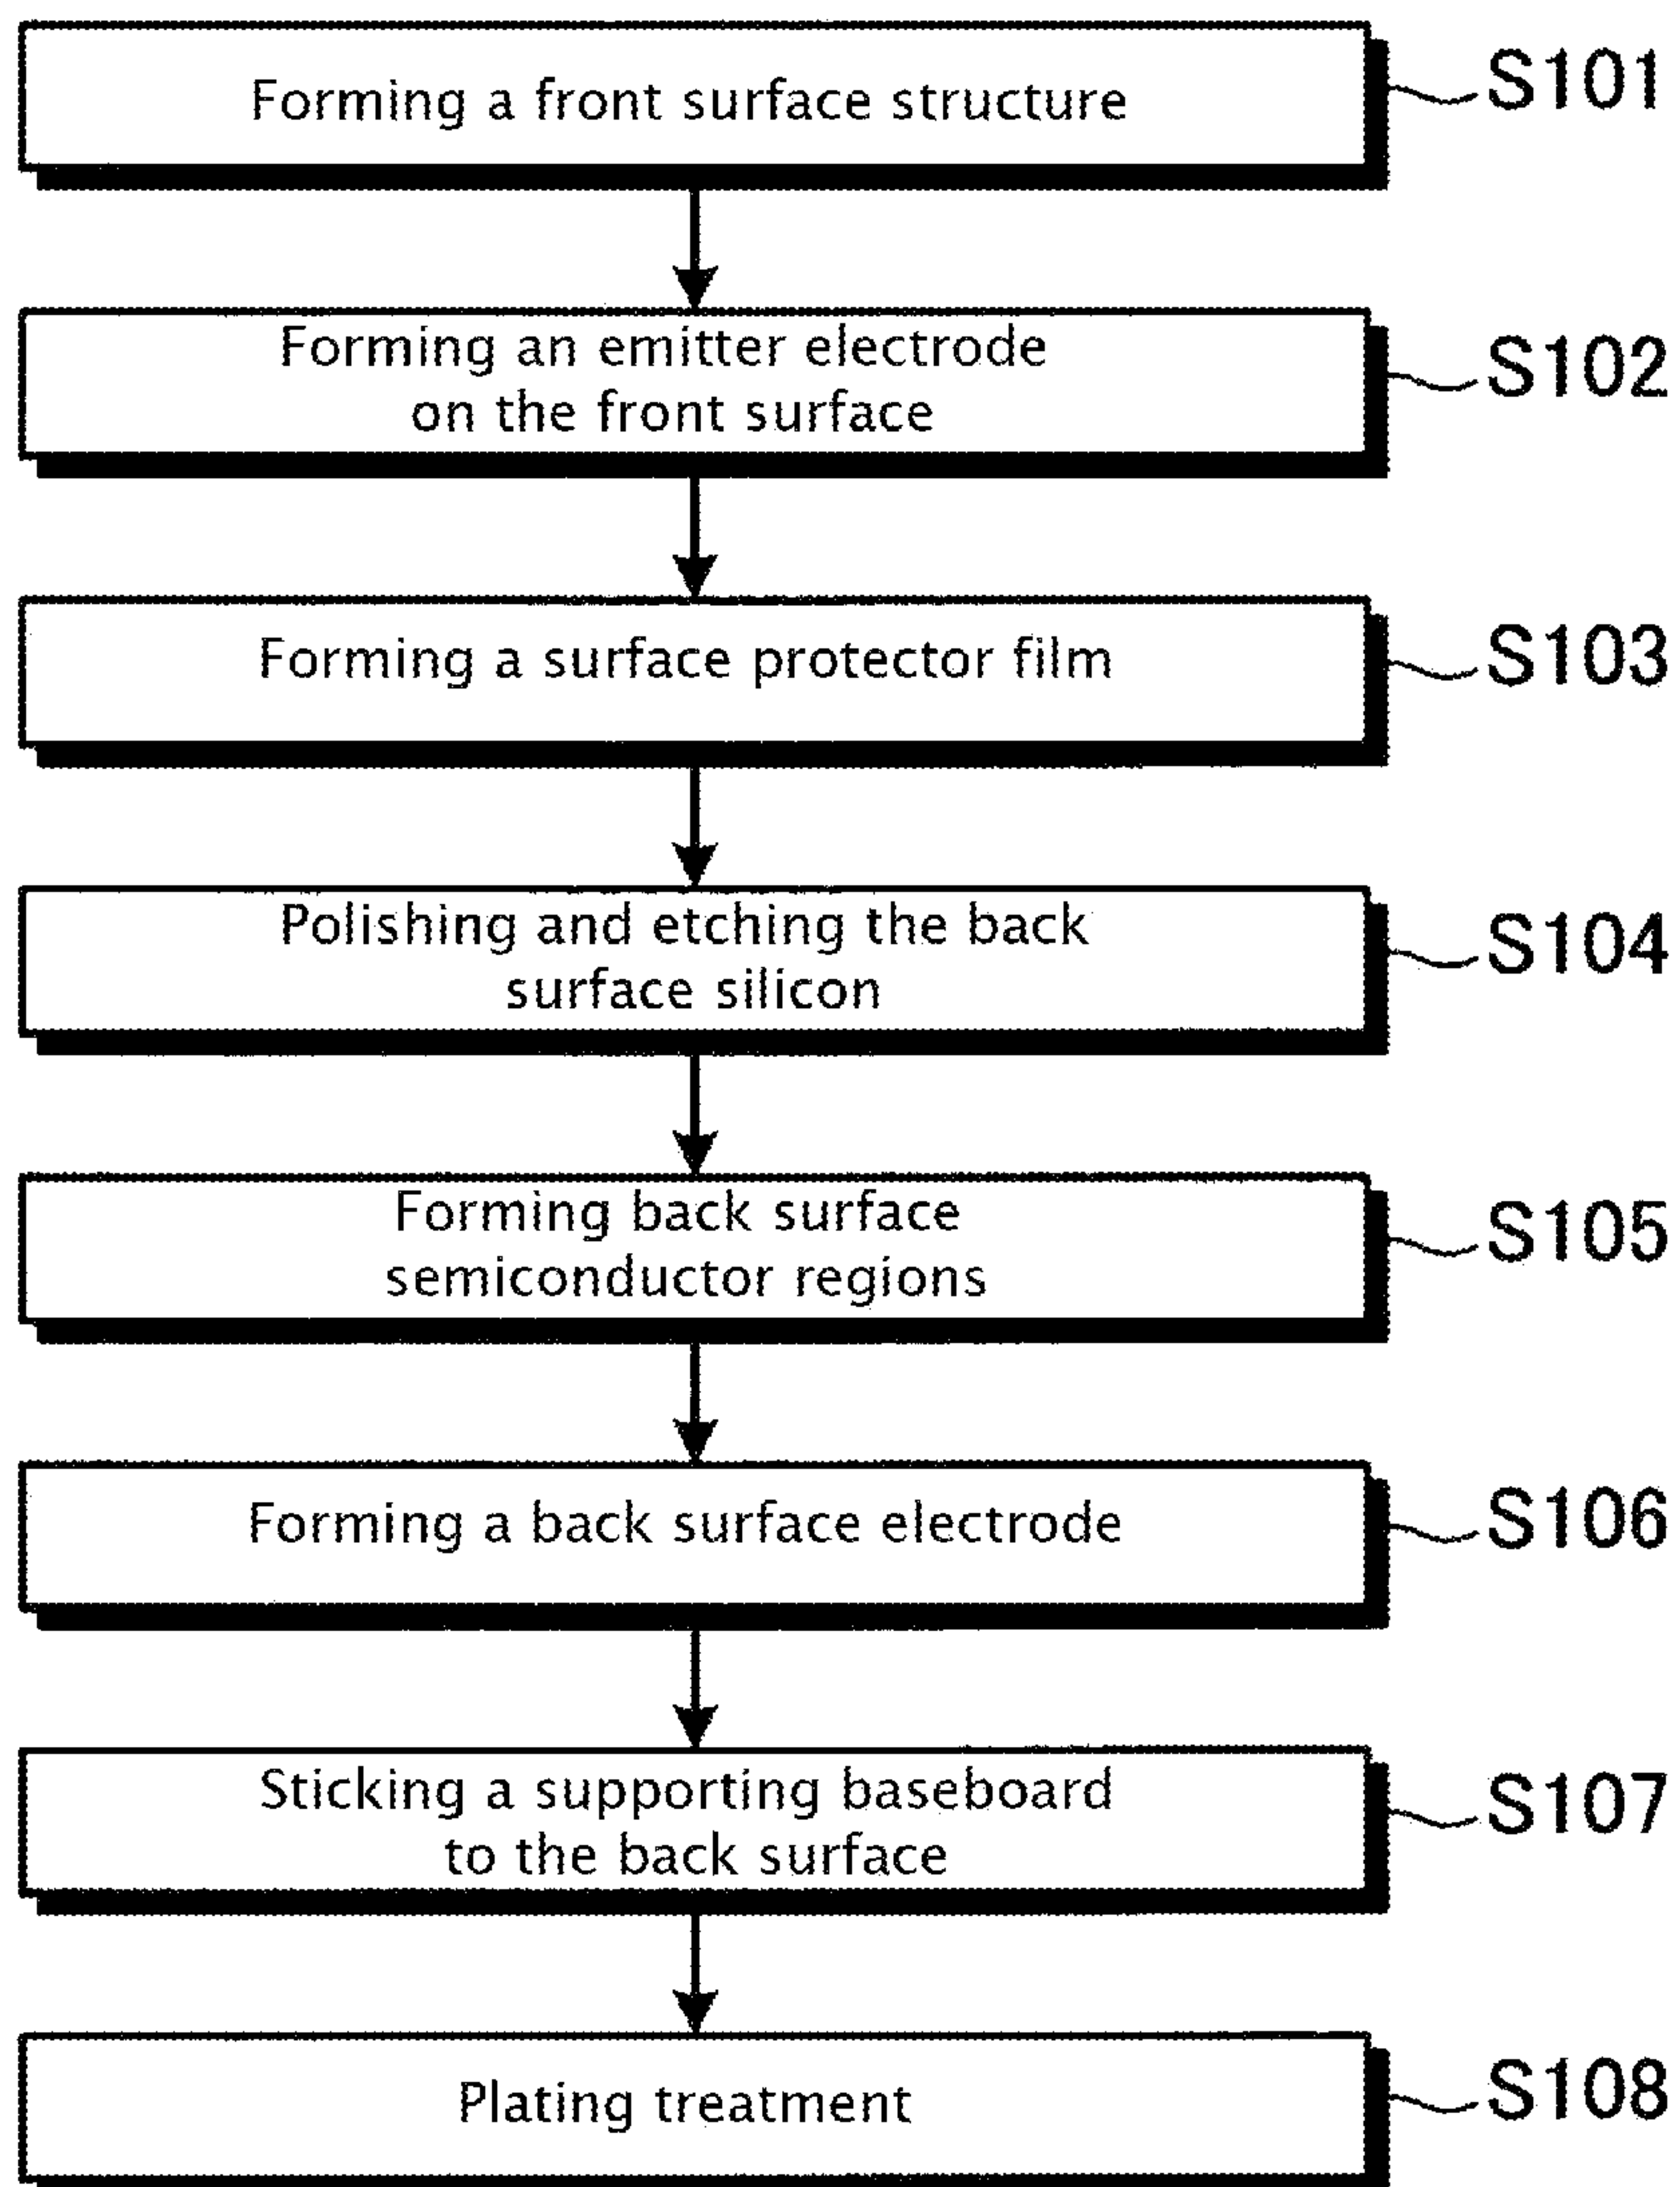 Forming a front surface structure
S101
Forming an emitter electrode
on the front surface
S102
Forming a surface protector film
S103
Polishing and etching the back
surface silicon
S104
Forming back surface
semiconductor regions
S105
Forming a back surface electrode
S106
Sticking a supporting baseboard
to the back surface
S107
Plating treatment
S108